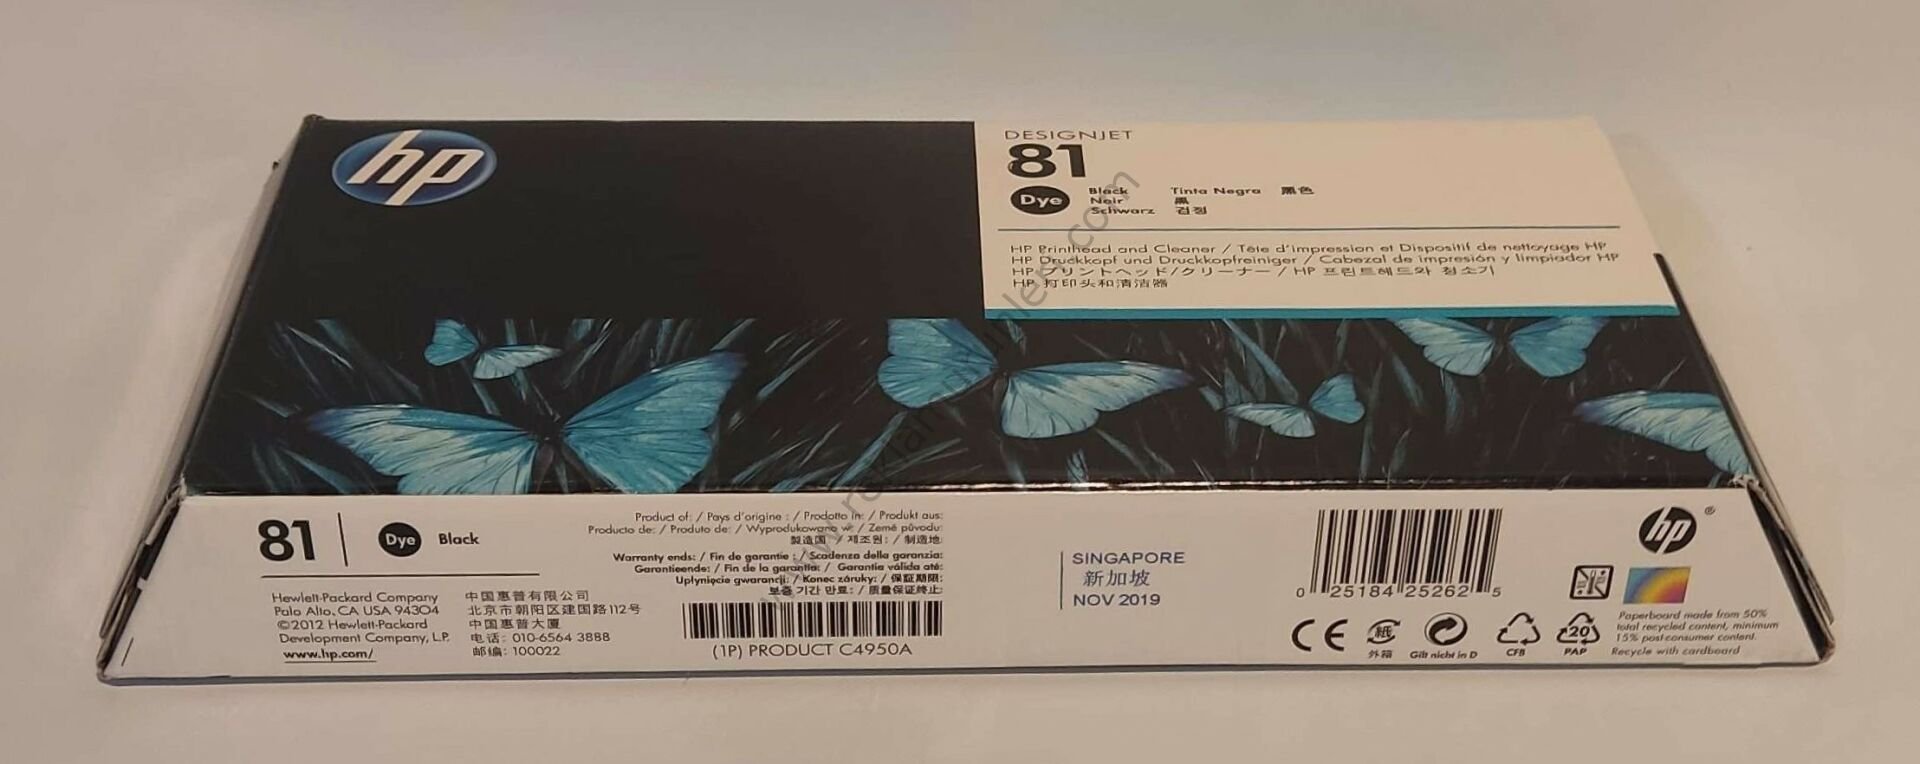 hp
DESIGNJET
81
Dye
Black Tinta Negra 黑色
Noir 黒
Schwarz 검정
HP Printhead and Cleaner / Tête d'impression et Dispositif de nettoyage HP
HP Druckkopf und Druckkopfreiniger / Cabezal de impresión y limpiador HP
HP プリントヘッド/クリーナー / HP 프린트헤드와 청소기
HP 打印头和清洁器
81 Dye Black
Hewlett-Packard Company
Palo Alto, CA USA 94304
©2012 Hewlett-Packard
Development Company, L.P.
www.hp.com/
中国惠普有限公司
北京市朝阳区建国路112号
中国惠普大厦
电话: 010-6564 3888
邮编: 100022
Product of: / Pays d'origine : / Prodotto in: / Produkt aus:
Producto de: / Produto de: / Wyprodukowano w: / Země původu:
製造国 / 제조원: / 制造地:
Warranty ends: / Fin de garantie : / Scadenza della garanzia:
Garantieende: / Fin de la garantía: / Garantia válida até:
Upłynięcie gwarancji: / Konec záruky: / 保証期限:
보증 기간 만료: / 质量保证终止:
(1P) PRODUCT C4950A
SINGAPORE
新加坡
NOV 2019
0 25184 25262 5
hp ®
CE
紙
外箱
Gilt nicht in D
CFB
20
PAP
Paperboard made from 50%
total recycled content, minimum
15% postconsumer content.
Recycle with cardboard